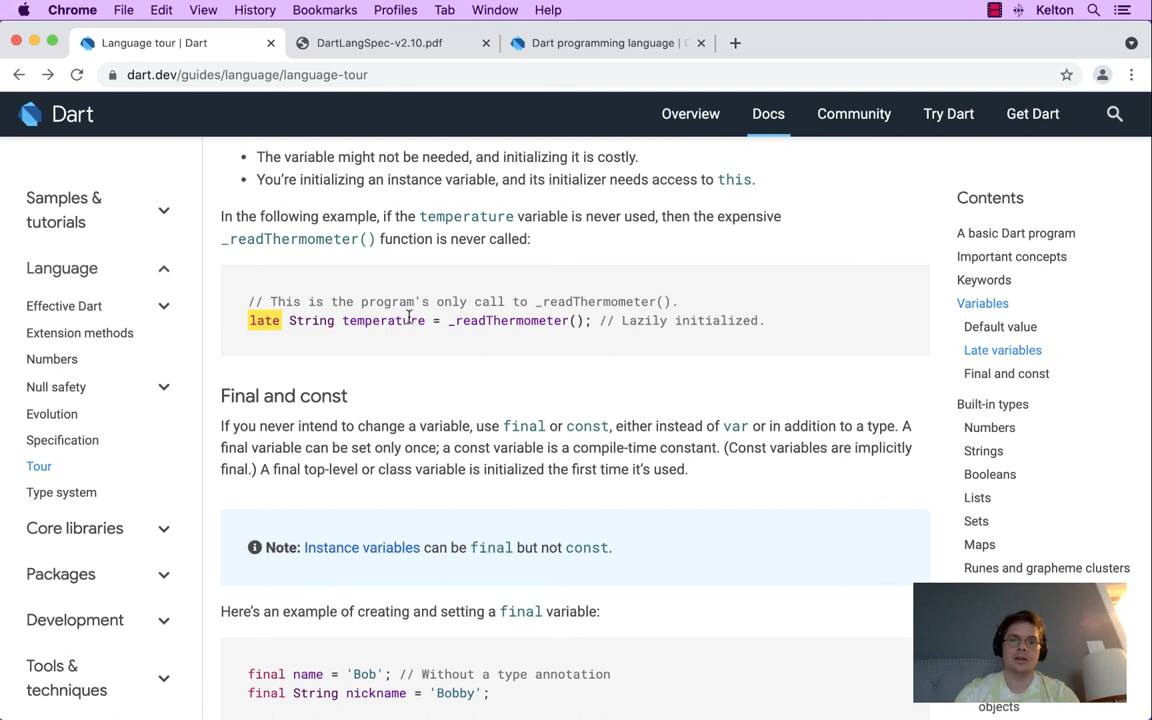 Chrome File Edit View History Bookmarks Profiles Tab Window Help Kelton
Language tour | Dart
DartLangSpec-v2.10.pdf
Dart programming language |
dart.dev/guides/language/language-tour
Dart
Overview Docs Community Try Dart Get Dart
Samples &
tutorials
Language
Effective Dart
Extension methods
Numbers
Null safety
Evolution
Specification
Tour
Type system
Core libraries
Packages
Development
Tools &
techniques
• The variable might not be needed, and initializing it is costly.
• You're initializing an instance variable, and its initializer needs access to this.
In the following example, if the temperature variable is never used, then the expensive
_readThermometer() function is never called:
// This is the program's only call to _readThermometer().
late String temperature = _readThermometer(); // Lazily initialized.
Final and const
If you never intend to change a variable, use final or const, either instead of var or in addition to a type. A
final variable can be set only once; a const variable is a compile-time constant. (Const variables are implicitly
final.) A final top-level or class variable is initialized the first time it's used.
Note: Instance variables can be final but not const.
Here's an example of creating and setting a final variable:
final name = 'Bob'; // Without a type annotation
final String nickname = 'Bobby';
Contents
A basic Dart program
Important concepts
Keywords
Variables
Default value
Late variables
Final and const
Built-in types
Numbers
Strings
Booleans
Lists
Sets
Maps
Runes and grapheme clusters
objects